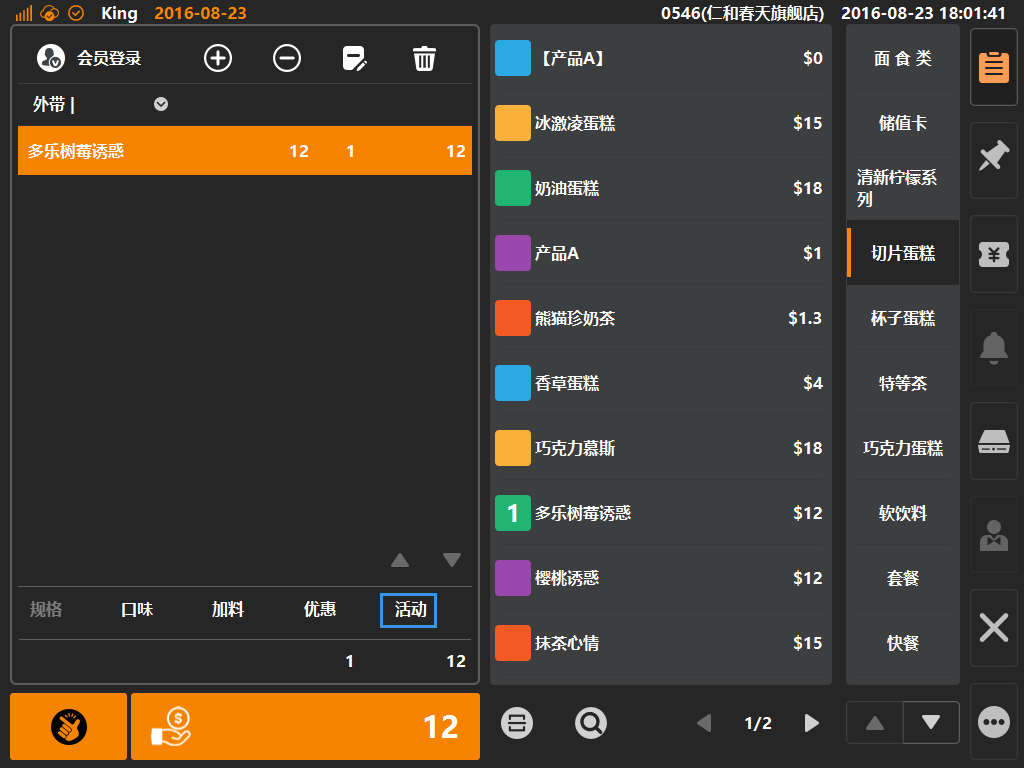 King 2016-08-23 0546(仁和春天旗舰店) 2016-08-23 18:01:41
会员登录
外带 |
多乐树莓诱惑 12 1 12
规格 口味 加料 优惠 活动
1 12
12
【产品A】 $0
冰激凌蛋糕 $15
奶油蛋糕 $18
产品A $1
熊猫珍奶茶 $1.3
香草蛋糕 $4
巧克力慕斯 $18
1 多乐树莓诱惑 $12
樱桃诱惑 $12
抹茶心情 $15
1/2
面 食 类
储值卡
清新柠檬系
列
切片蛋糕
杯子蛋糕
特等茶
巧克力蛋糕
软饮料
套餐
快餐